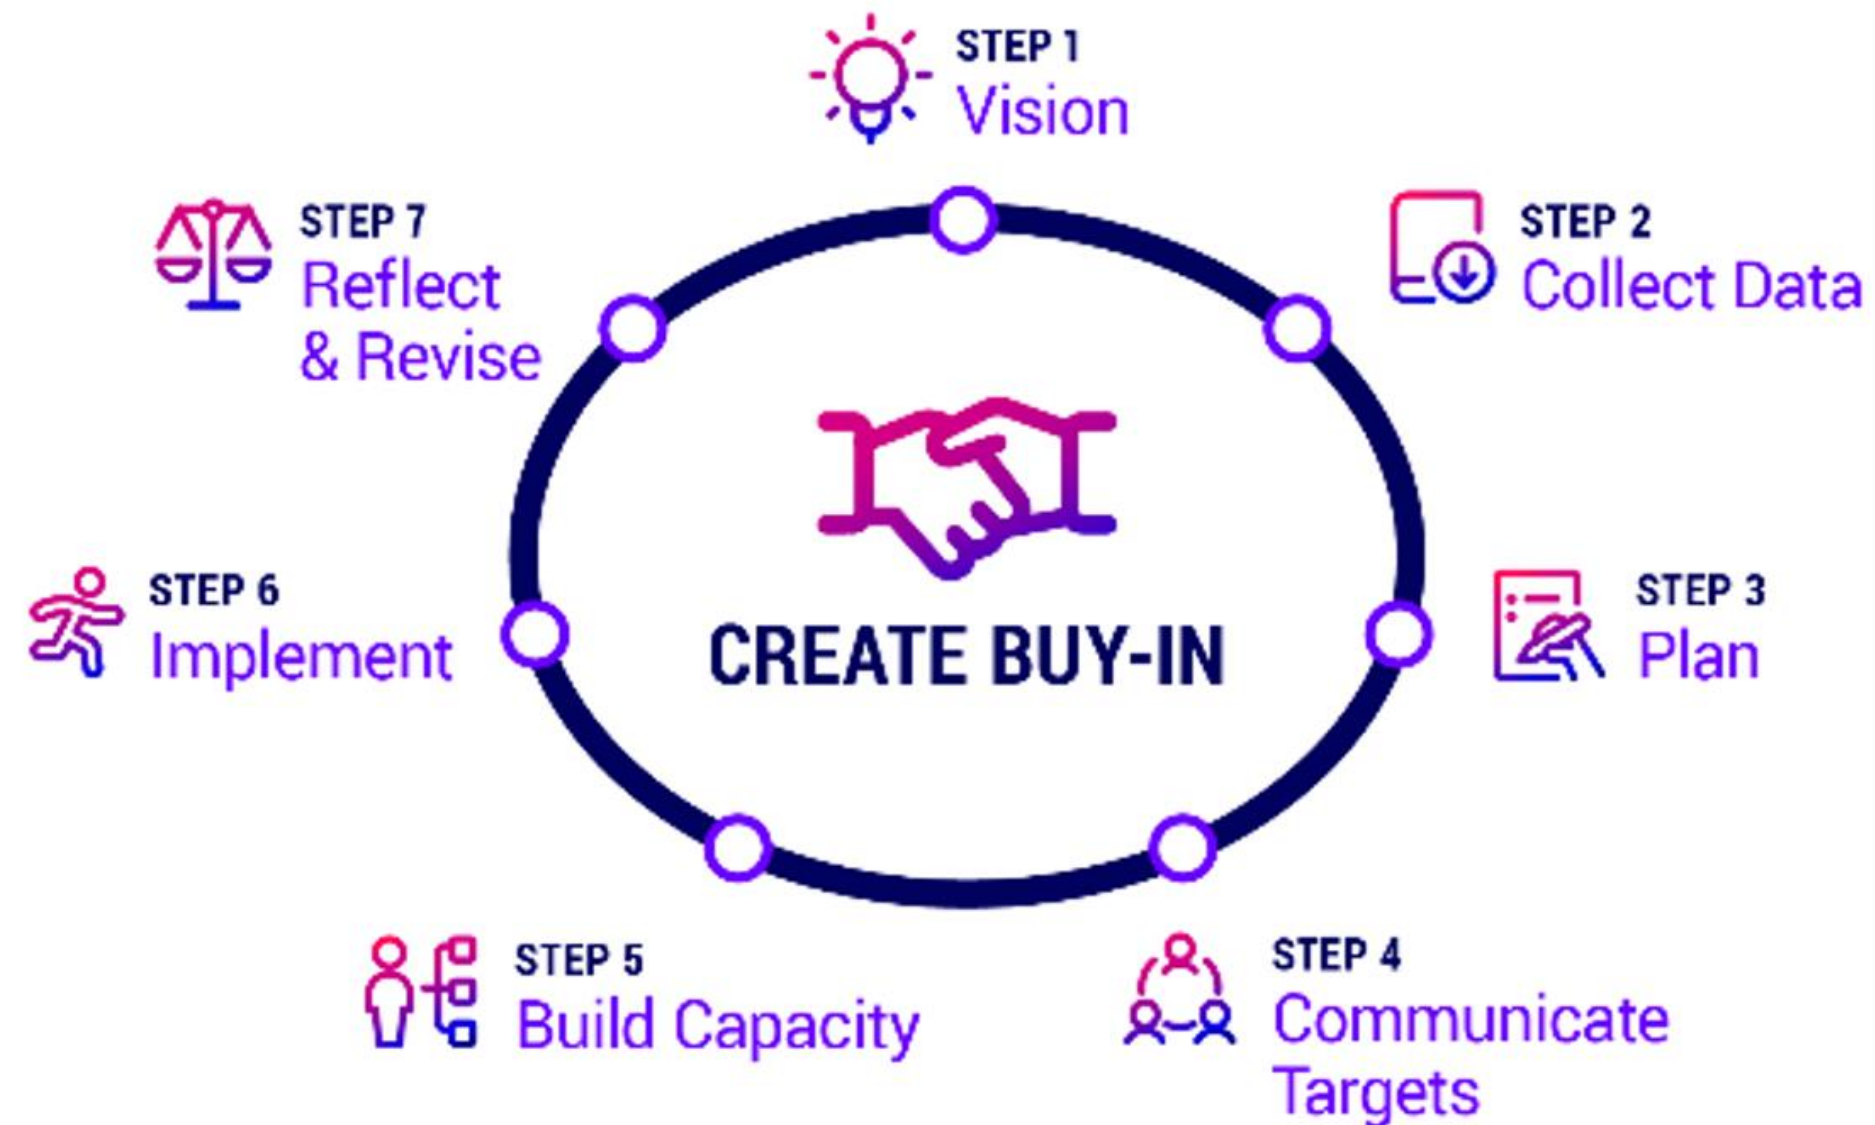 STEP 1
Vision
STEP 2
Collect Data
STEP 3
Plan
STEP 4
Communicate
Targets
STEP 5
Build Capacity
STEP 6
Implement
STEP 7
Reflect
& Revise
CREATE BUY-IN